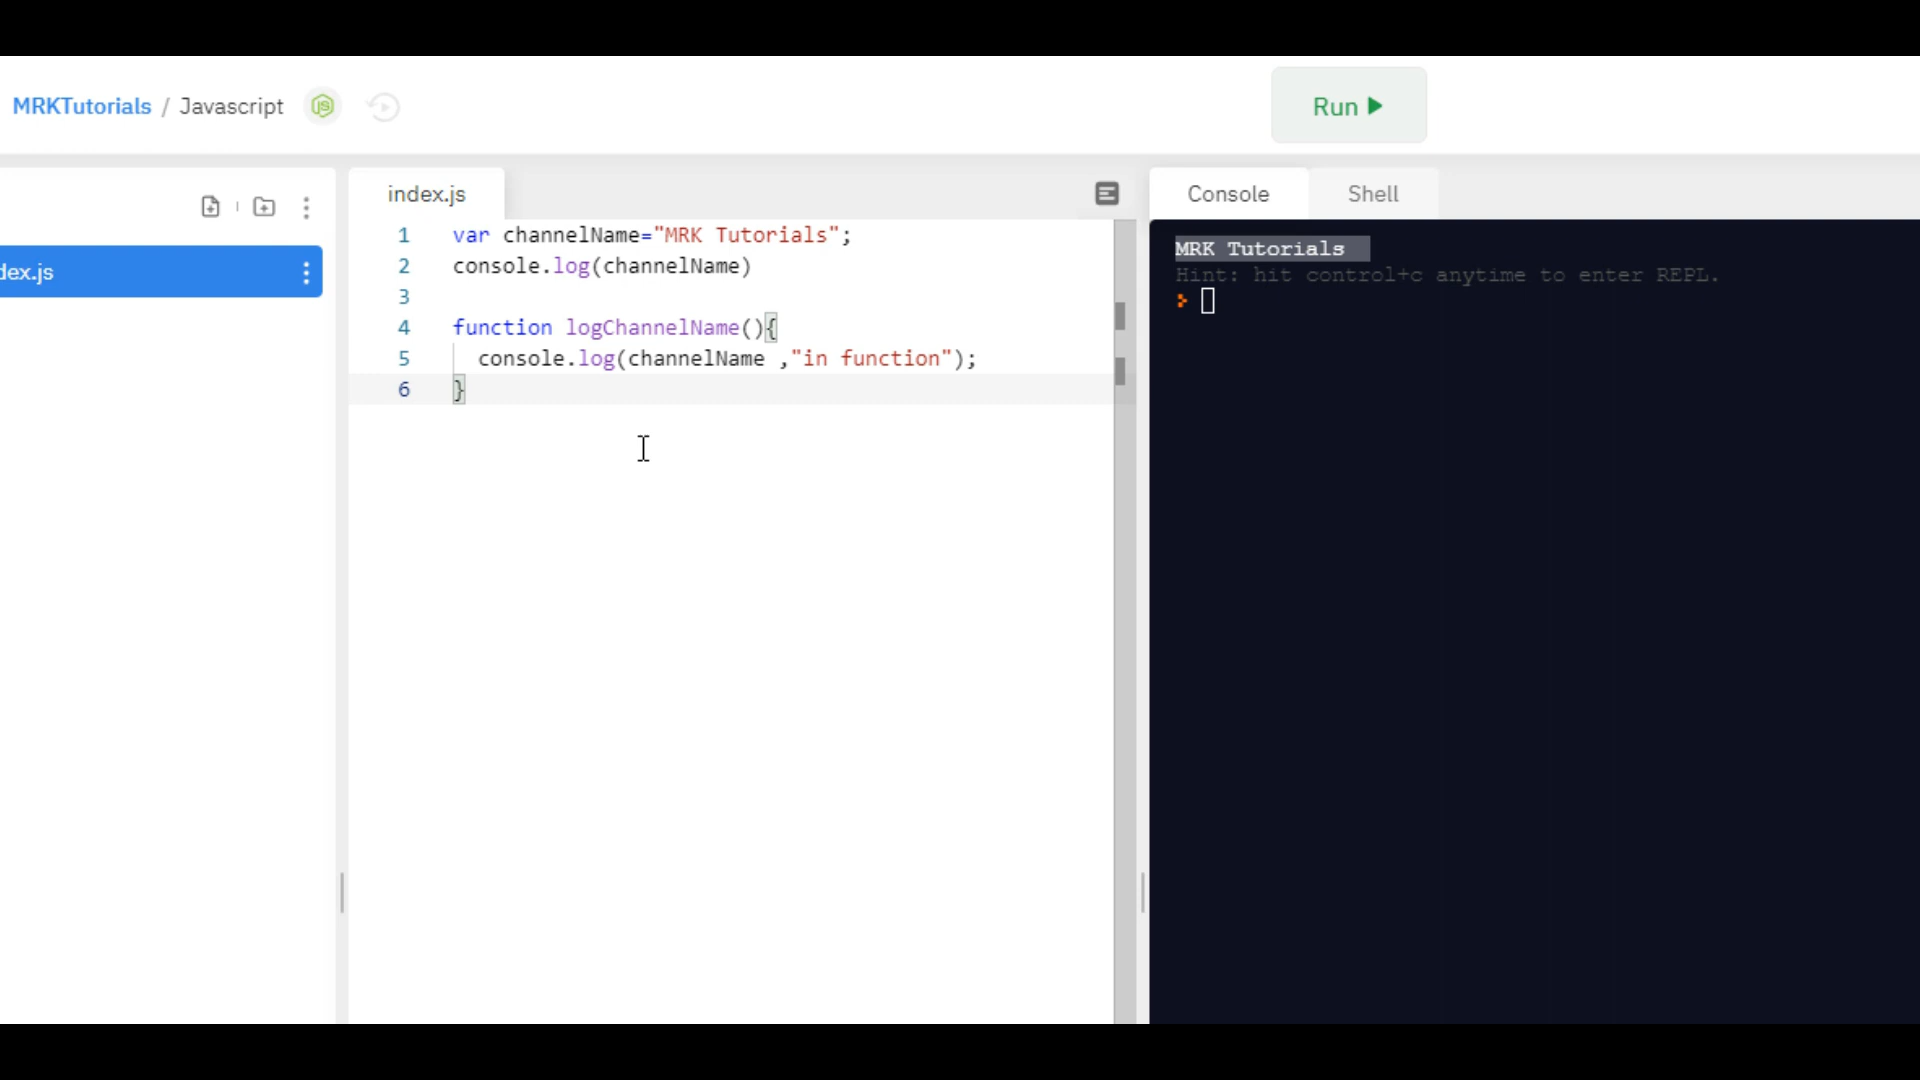 MRKTutorials / Javascript
Run
dex.js
index.js
1 var channelName="MRK Tutorials";
2 console.log(channelName)
3
4 function logChannelName(){
5 console.log(channelName ,"in function");
6 }
Console
Shell
MRK Tutorials
Hint: hit control+c anytime to enter REPL.